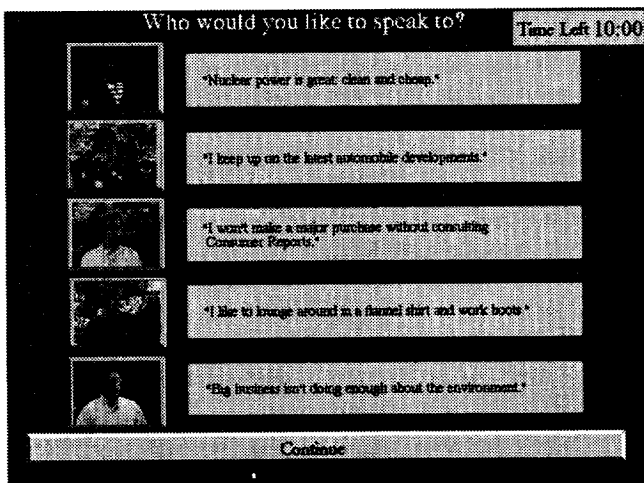 Who would you like to speak to?
Time Left 10:00
"Nuclear power is great: clean and cheap."
"I keep up on the latest automobile developments."
"I won't make a major purchase without consulting
Consumer Reports."
"I like to lounge around in a flannel shirt and work boots."
"Big business isn't doing enough about the environment."
Continue